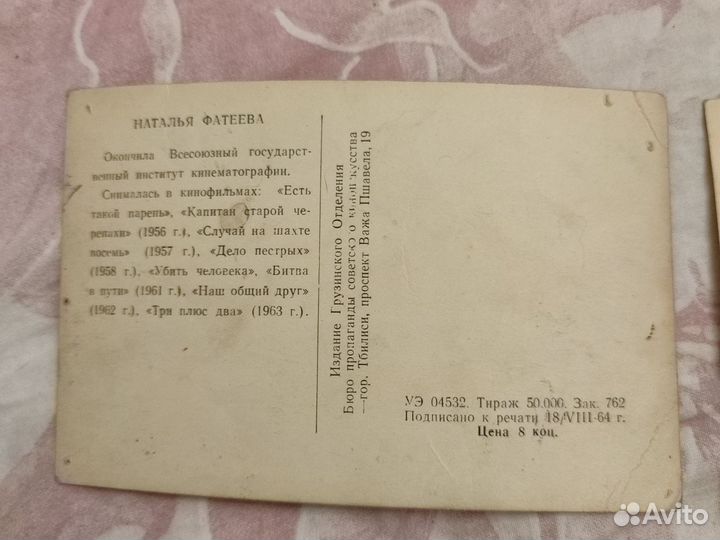 НАТАЛЬЯ ФАТЕЕВА
Окончила Всесоюзный государст-
венный институт кинематографии.
Снималась в кинофильмах: «Есть
такой парень», «Капитан старой че-
репахи» (1956 г.), «Случай на шахте
восемь» (1957 г.), «Дело пестрых»
(1958 г.), «Убить человека», «Битва
в пути» (1961 г.), «Наш общий друг»
(1962 г.), «Три плюс два» (1963 г.).
Издание Грузинского Отделения
Бюро пропаганды советского киноискусства
—гор. Тбилиси, проспект Важа Пшавела, 19
УЭ 04532. Тираж 50.000. Зак. 762
Подписано к речати 18/VIII-64 г.
Цена 8 коп.
Avito